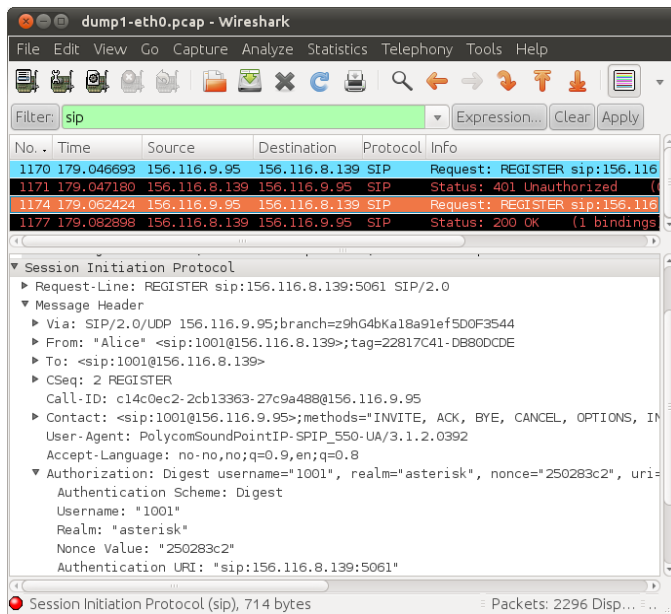 dump1-eth0.pcap - Wireshark
File Edit View Go Capture Analyze Statistics Telephony Tools Help
Filter: sip Expression... Clear Apply
No. . Time Source Destination Protocol Info
1170 179.046693 156.116.9.95 156.116.8.139 SIP Request: REGISTER sip:156.116
1171 179.047180 156.116.8.139 156.116.9.95 SIP Status: 401 Unauthorized (
1174 179.062424 156.116.9.95 156.116.8.139 SIP Request: REGISTER sip:156.116
1177 179.082898 156.116.8.139 156.116.9.95 SIP Status: 200 OK (1 bindings
Session Initiation Protocol
Request-Line: REGISTER sip:156.116.8.139:5061 SIP/2.0
Message Header
Via: SIP/2.0/UDP 156.116.9.95;branch=z9hG4bKa18a91ef5D0F3544
From: "Alice" <sip:1001@156.116.8.139>;tag=22817C41-DB80DCDE
To: <sip:1001@156.116.8.139>
CSeq: 2 REGISTER
Call-ID: c14c0ec2-2cb13363-27c9a488@156.116.9.95
Contact: <sip:1001@156.116.9.95>;methods="INVITE, ACK, BYE, CANCEL, OPTIONS, IN
User-Agent: PolycomSoundPointIP-SPIP_550-UA/3.1.2.0392
Accept-Language: no-no,no;q=0.9,en;q=0.8
Authorization: Digest username="1001", realm="asterisk", nonce="250283c2", uri=
Authentication Scheme: Digest
Username: "1001"
Realm: "asterisk"
Nonce Value: "250283c2"
Authentication URI: "sip:156.116.8.139:5061"
Session Initiation Protocol (sip), 714 bytes Packets: 2296 Disp... ...